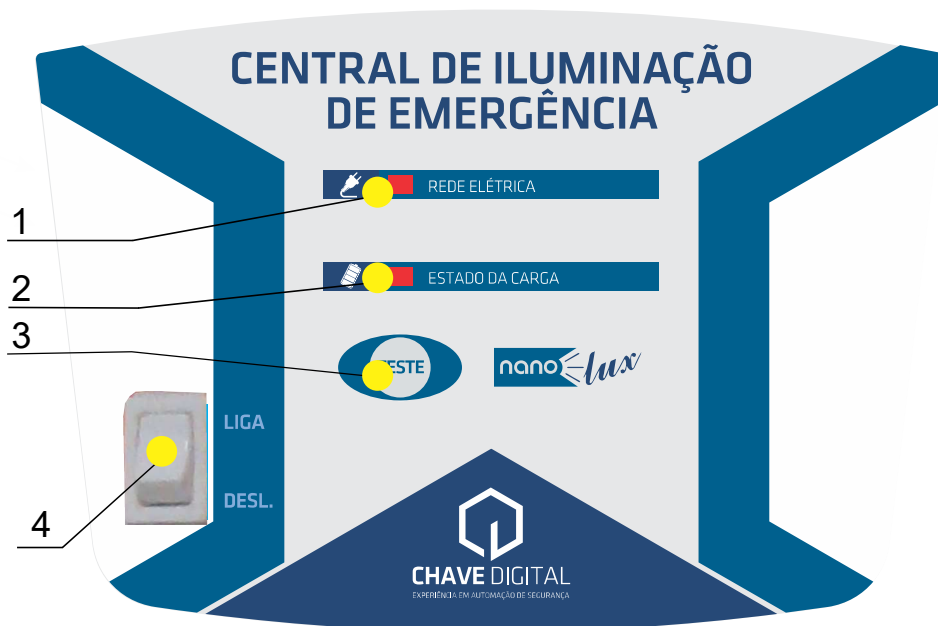 CENTRAL DE ILUMINAÇÃO
DE EMERGÊNCIA
1
REDE ELÉTRICA
2
ESTADO DA CARGA
3
TESTE
nano lux
LIGA
DESL.
4
CHAVE DIGITAL
EXPERIÊNCIA EM AUTOMAÇÃO DE SEGURANÇA